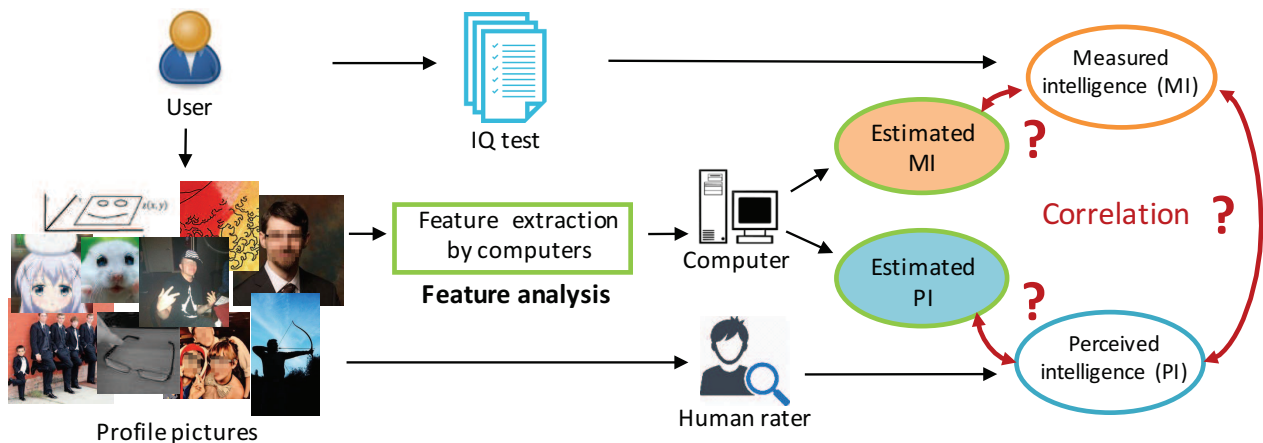 User
IQ test
Measured
intelligence (MI)
Estimated
MI
z(x, y)
Feature extraction
by computers
Feature analysis
Computer
Correlation ?
?
Estimated
PI
?
Human rater
Perceived
intelligence (PI)
Profile pictures